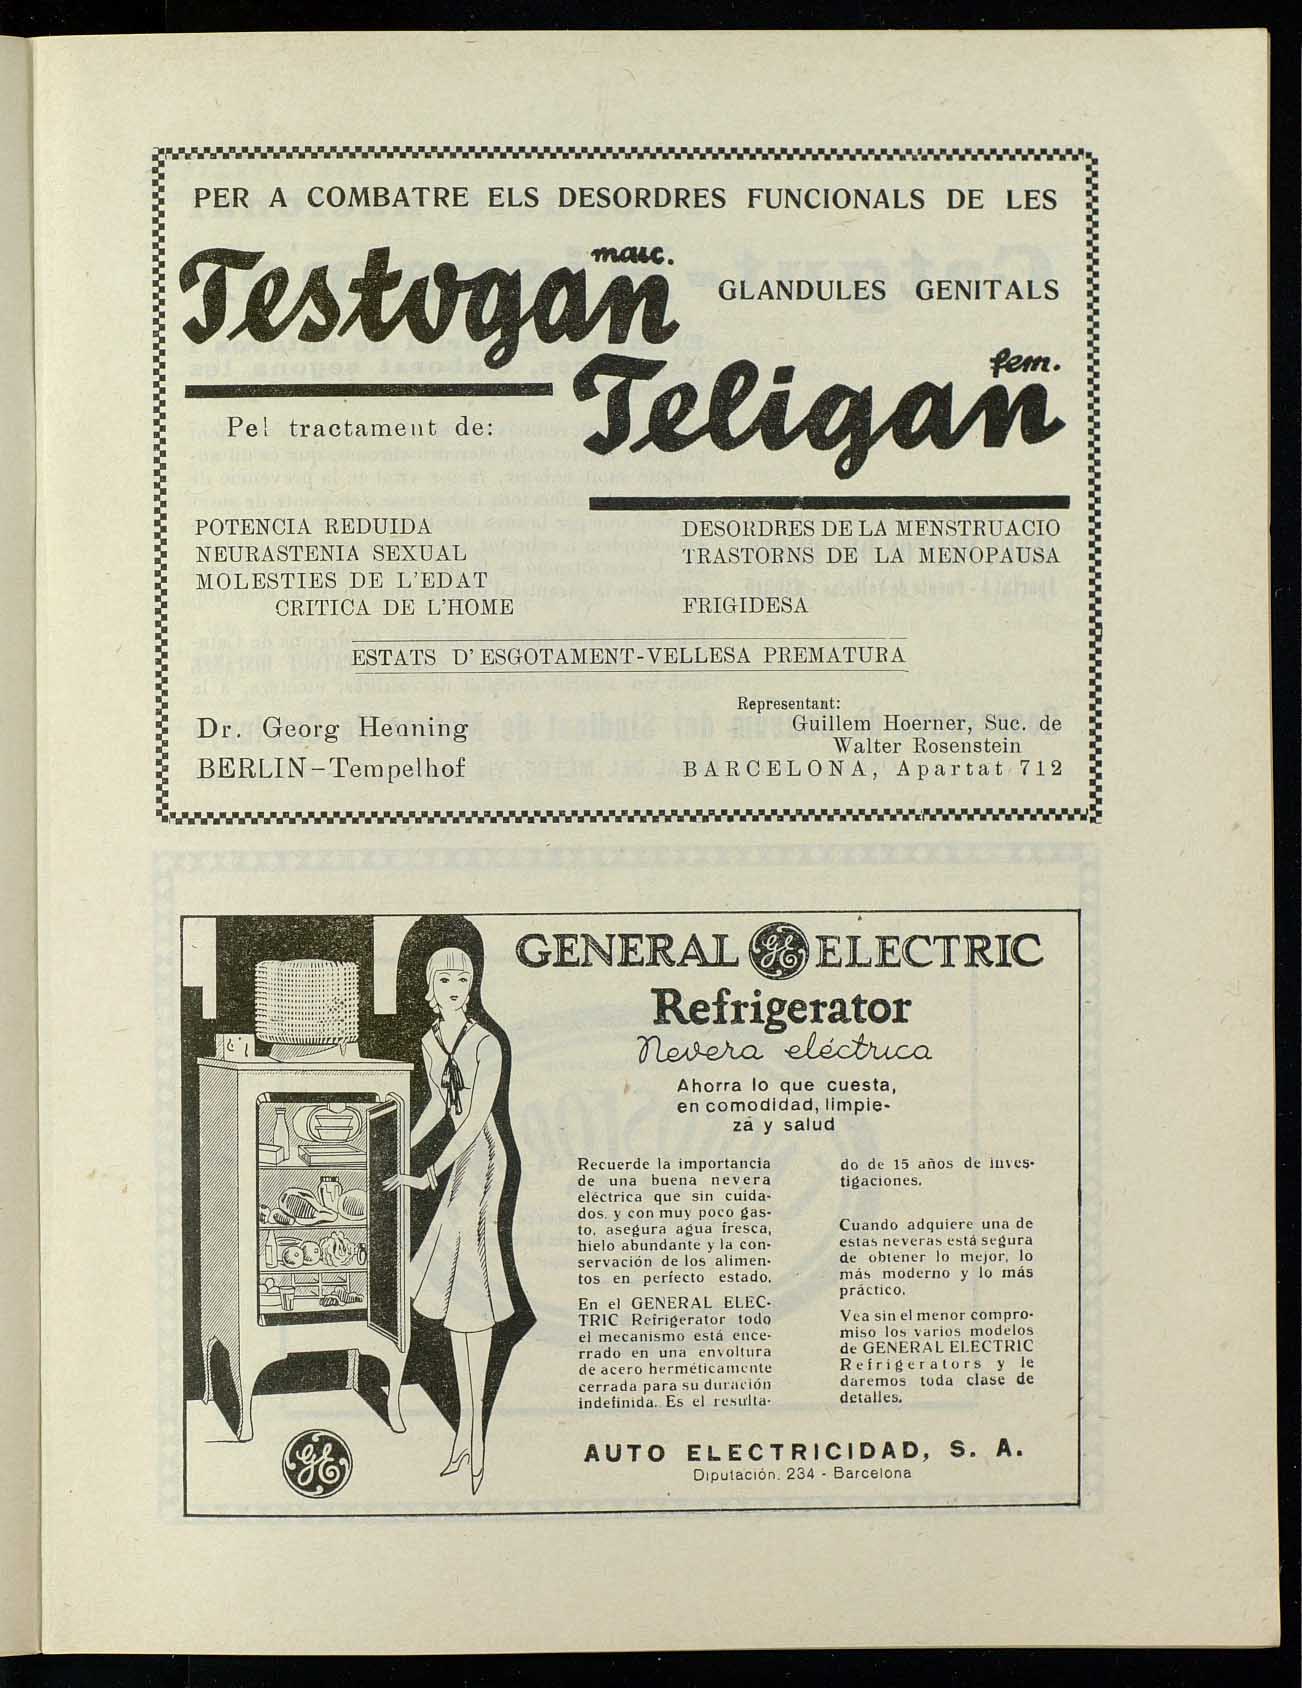 PER A COMBATRE ELS DESORDRES FUNCIONALS DE LES
Testogan masc.
GLANDULES GENITALS
Teligan fem.
Pel tractament de:
POTENCIA REDUIDA
NEURASTENIA SEXUAL
MOLESTIES DE L'EDAT
CRITICA DE L'HOME
DESORDRES DE LA MENSTRUACIO
TRASTORNS DE LA MENOPAUSA
FRIGIDESA
ESTATS D'ESGOTAMENT-VELLESA PREMATURA
Dr. Georg Henning
BERLIN-Tempelhof
Representant:
Guillem Hoerner, Suc. de
Walter Rosenstein
BARCELONA, Apartat 712
GENERAL GE ELECTRIC
Refrigerator
Nevera eléctrica
Ahorra lo que cuesta,
en comodidad, limpie-
za y salud
Recuerde la importancia
de una buena nevera
eléctrica que sin cuida-
dos, y con muy poco gas-
to, asegura agua fresca,
hielo abundante y la con-
servación de los alimen-
tos en perfecto estado.
En el GENERAL ELEC-
TRIC Refrigerator todo
el mecanismo está ence-
rrado en una envoltura
de acero herméticamente
cerrada para su duración
indefinida. Es el resulta-
do de 15 años de inves-
tigaciones.
Cuando adquiere una de
estas neveras está segura
de obtener lo mejor, lo
más moderno y lo más
práctico.
Vea sin el menor compro-
miso los varios modelos
de GENERAL ELECTRIC
Refrigerators y le
daremos toda clase de
detalles.
GE
AUTO ELECTRICIDAD, S. A.
Diputación, 234 - Barcelona